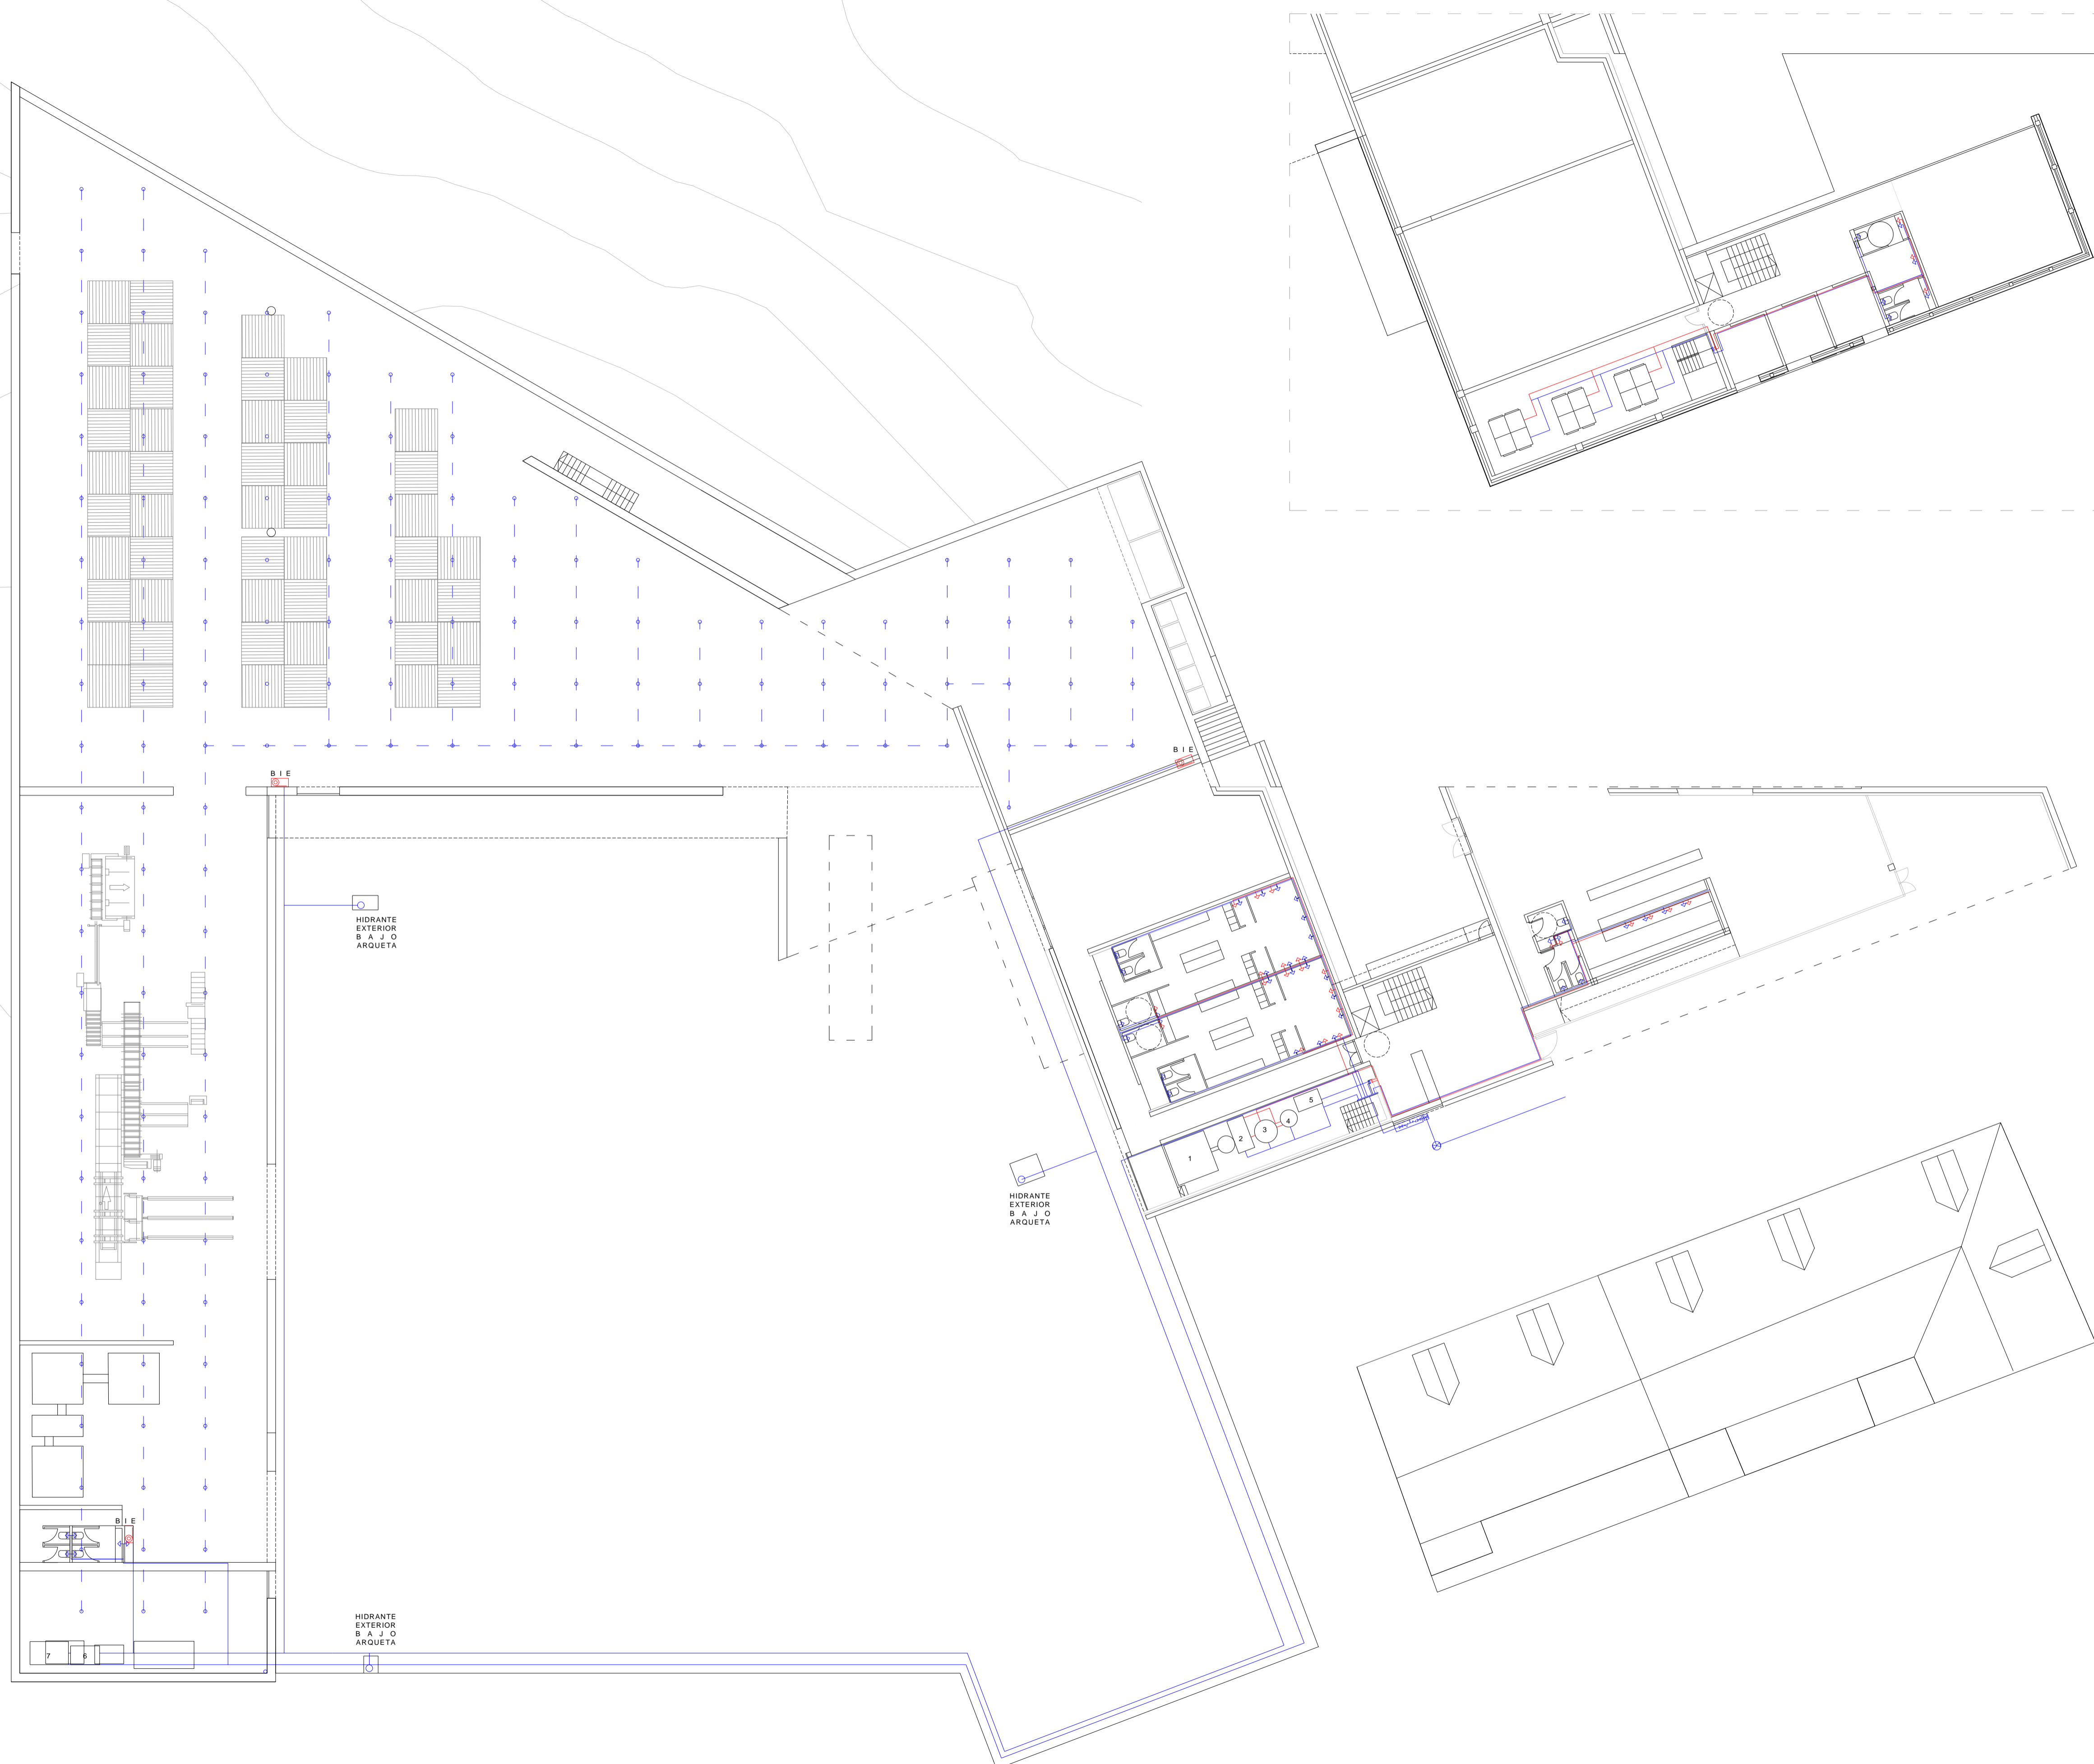 B I E
B I E
HIDRANTE
EXTERIOR
B A J O
ARQUETA
5
4
3
2
1
HIDRANTE
EXTERIOR
B A J O
ARQUETA
B I E
HIDRANTE
EXTERIOR
B A J O
ARQUETA
7
6